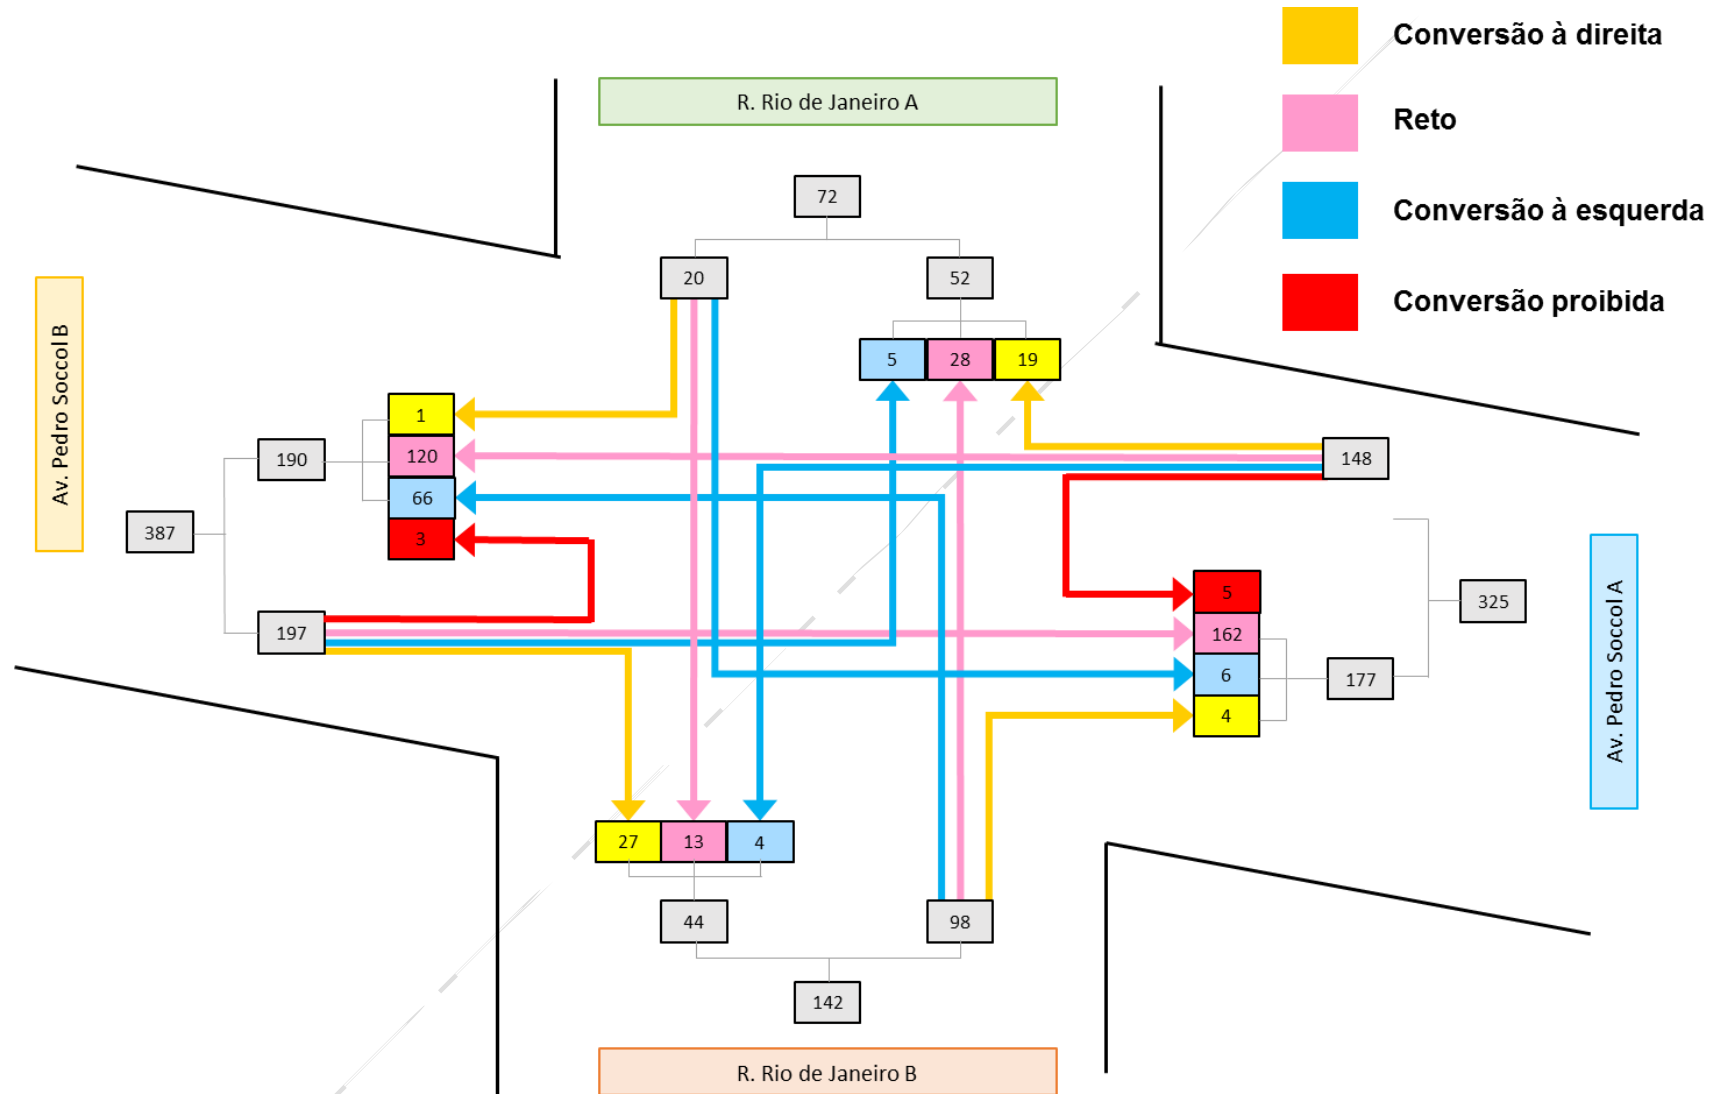 Conversão à direita
R. Rio de Janeiro A
Reto
72
Conversão à esquerda
20
52
Conversão proibida
5 28 19
Av. Pedro Soccol B
1
120
66
3
190
148
387
197
5
162
6
4
177
325
Av. Pedro Soccol A
27 13 4
44
98
142
R. Rio de Janeiro B